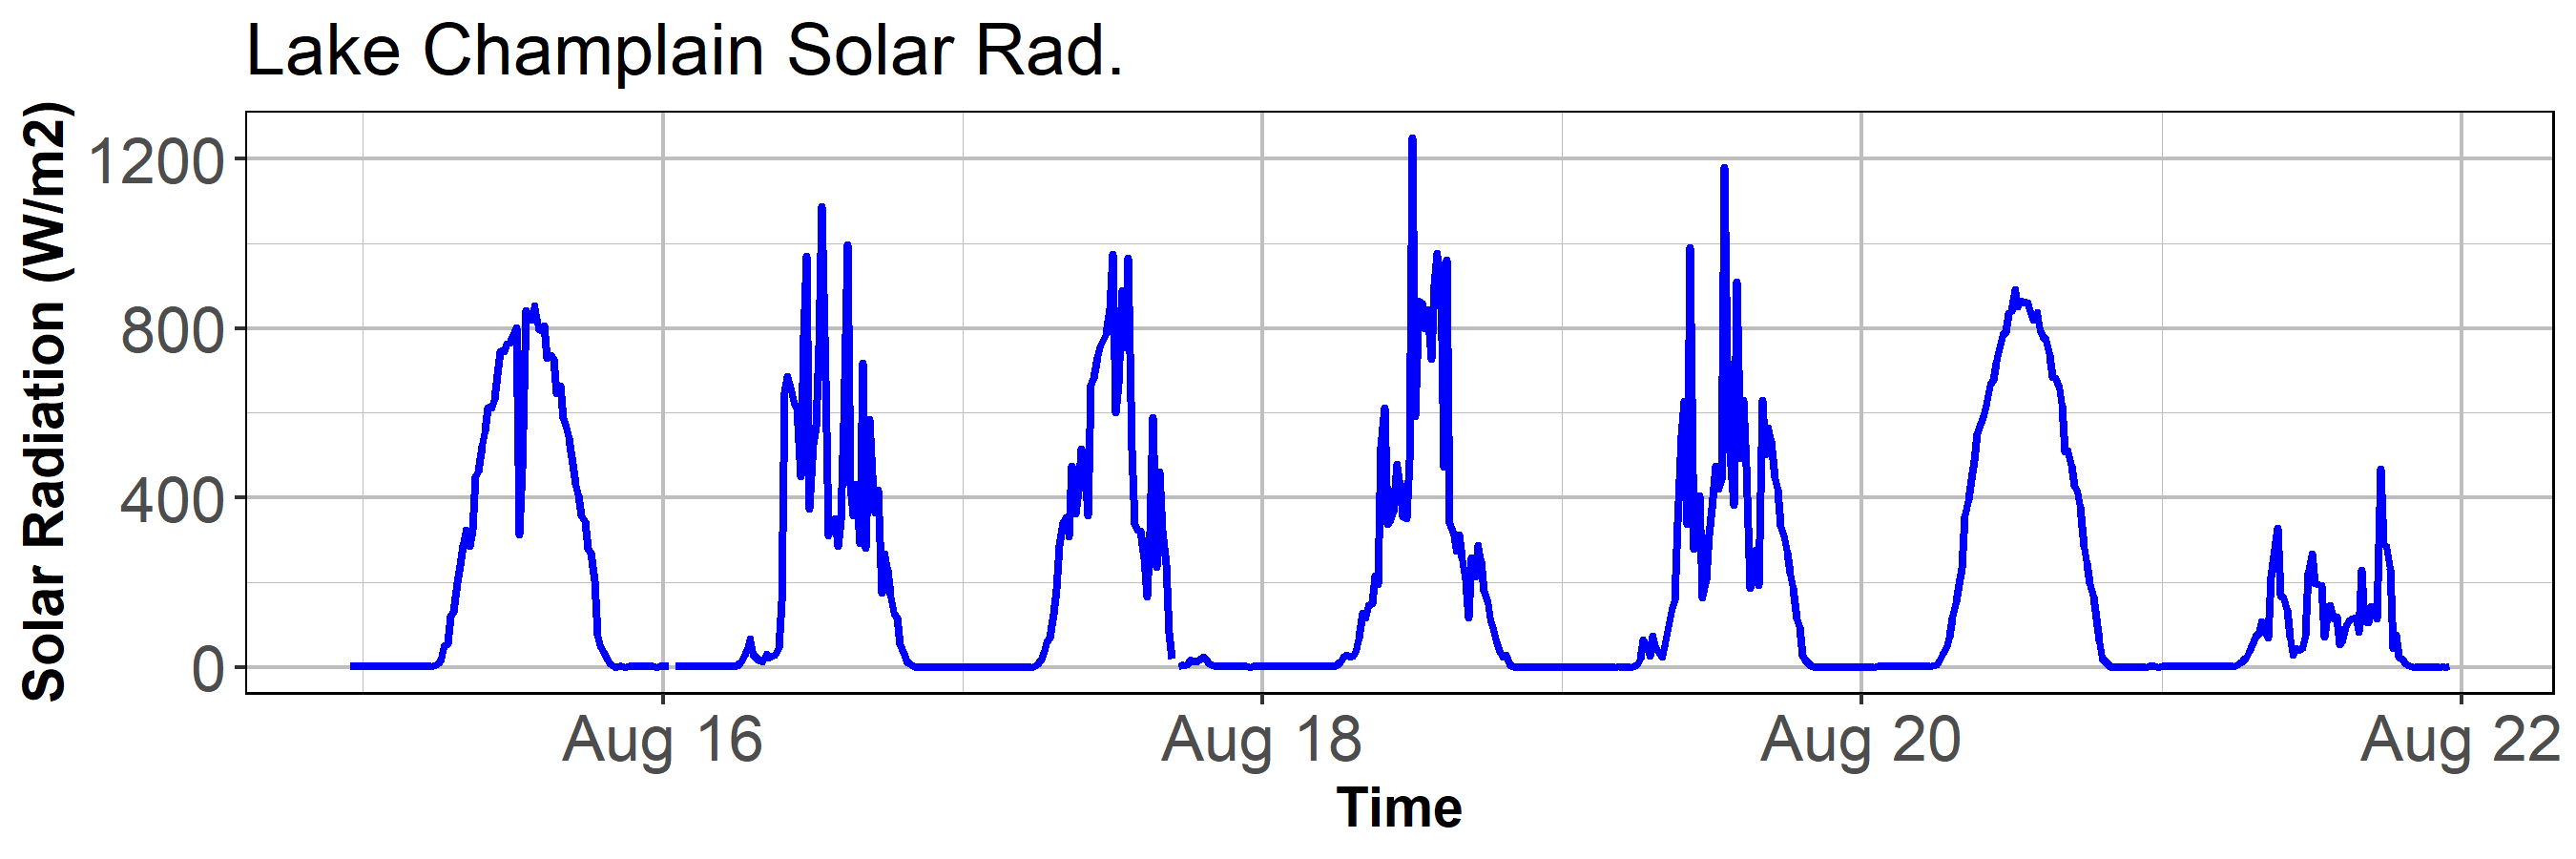 Lake Champlain Solar Rad.
Solar Radiation (W/m2)
1200
800
400
0
Aug 16
Aug 18
Aug 20
Aug 22
Time